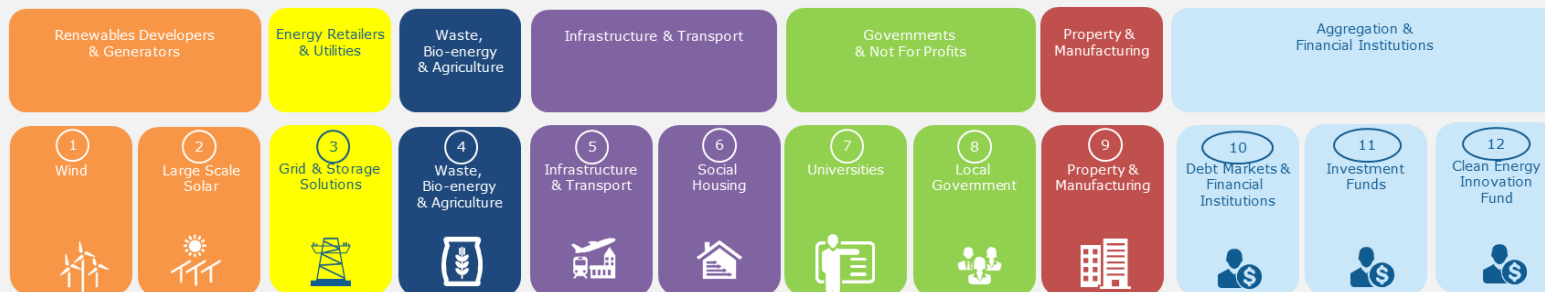 Renewables Developers
& Generators
Energy Retailers
& Utilities
Waste,
Bio-energy
& Agriculture
Infrastructure & Transport
Governments
& Not For Profits
Property &
Manufacturing
Aggregation &
Financial Institutions
1
Wind
2
Large Scale
Solar
3
Grid & Storage
Solutions
4
Waste,
Bio-energy
& Agriculture
5
Infrastructure
& Transport
6
Social
Housing
7
Universities
8
Local
Government
9
Property &
Manufacturing
10
Debt Markets &
Financial
Institutions
11
Investment
Funds
12
Clean Energy
Innovation
Fund